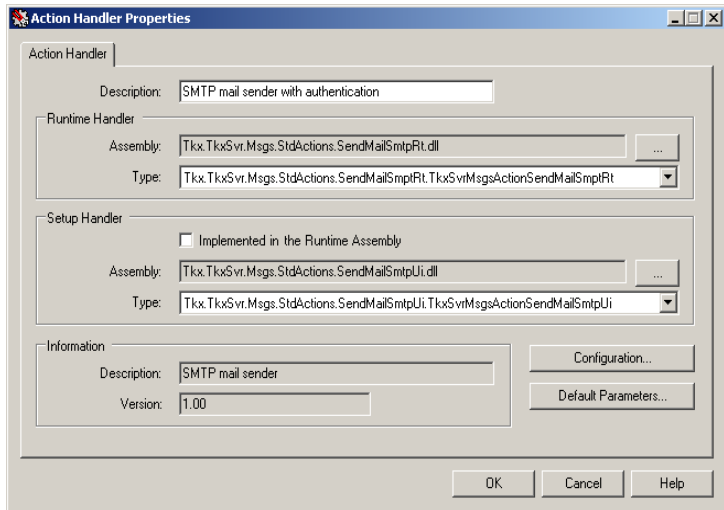 Action Handler Properties
Action Handler
Description: SMTP mail sender with authentication
Runtime Handler
Assembly: Tkx.TkxSvr.Msgs.StdActions.SendMailSmtpRt.dll ...
Type: Tkx.TkxSvr.Msgs.StdActions.SendMailSmptRt.TkxSvrMsgsActionSendMailSmptRt
Setup Handler
Implemented in the Runtime Assembly
Assembly: Tkx.TkxSvr.Msgs.StdActions.SendMailSmtpUi.dll ...
Type: Tkx.TkxSvr.Msgs.StdActions.SendMailSmtpUi.TkxSvrMsgsActionSendMailSmtpUi
Information
Description: SMTP mail sender
Version: 1.00
Configuration...
Default Parameters...
OK Cancel Help